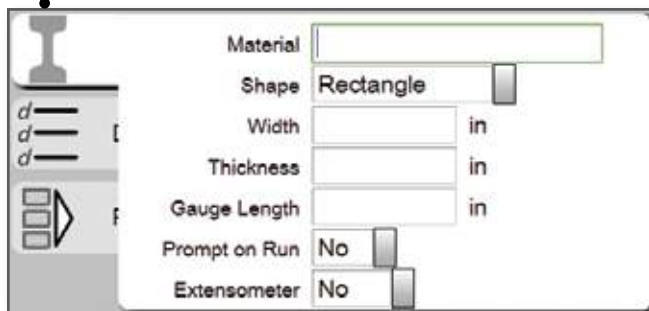 Material
Shape Rectangle
Width in
Thickness in
Gauge Length in
Prompt on Run No
Extensometer No
d
d
d